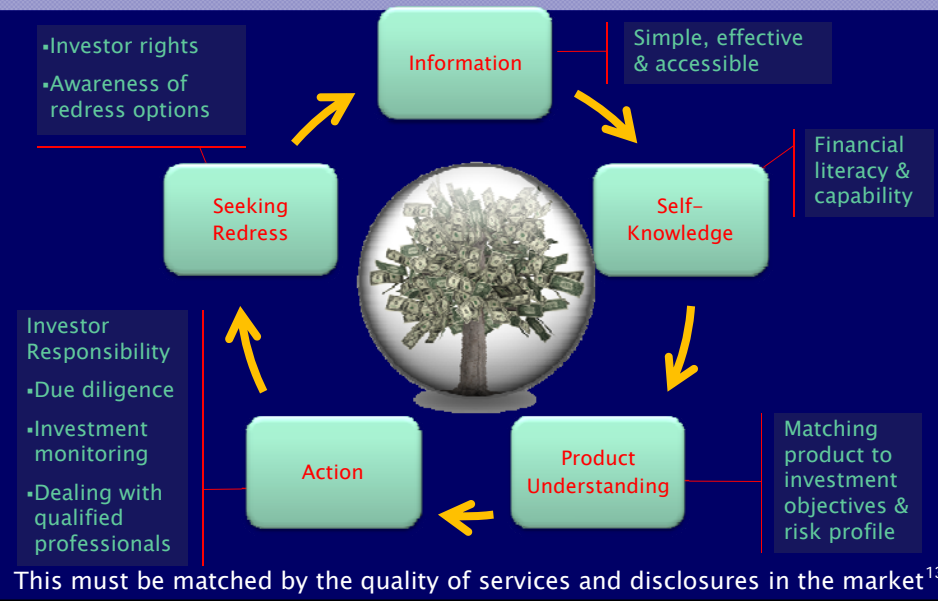 Information
Simple, effective
& accessible
Self-
Knowledge
Financial
literacy &
capability
Product
Understanding
Matching
product to
investment
objectives &
risk profile
Action
Investor
Responsibility
▪Due diligence
▪Investment
monitoring
▪Dealing with
qualified
professionals
Seeking
Redress
▪Investor rights
▪Awareness of
redress options
This must be matched by the quality of services and disclosures in the market13